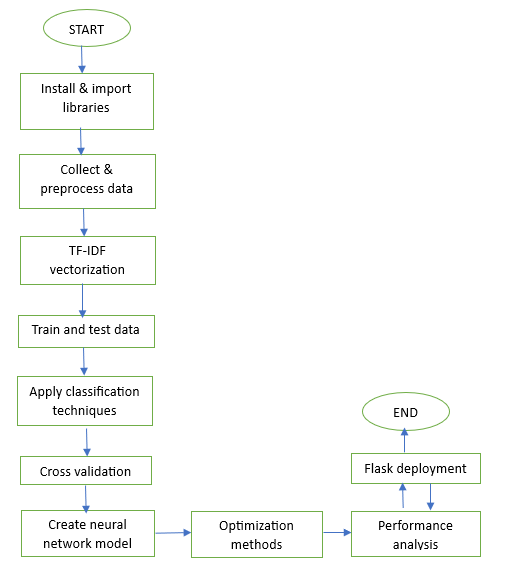 START
Install & import
libraries
Collect &
preprocess data
TF-IDF
vectorization
Train and test data
Apply classification
techniques
Cross validation
Create neural
network model
Optimization
methods
Performance
analysis
Flask deployment
END